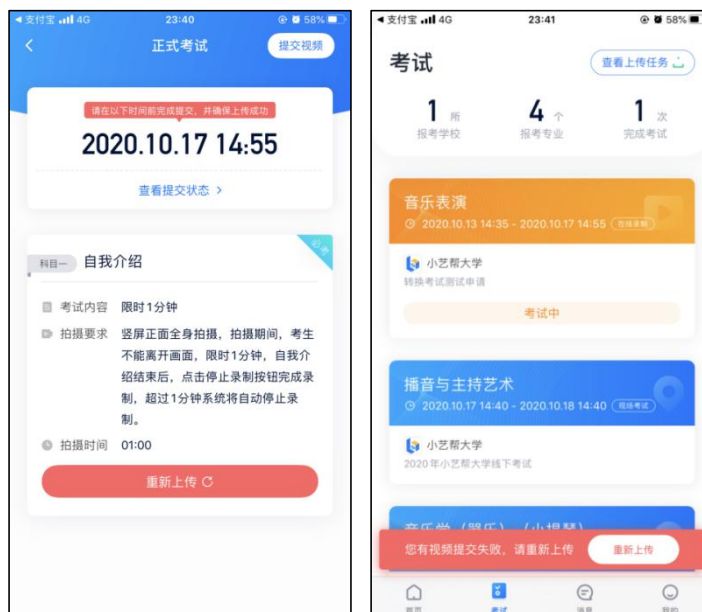 支付宝 4G 23:40 58%
正式考试 提交视频
请在以下时间前完成提交，并确保上传成功
2020.10.17 14:55
查看提交状态 >
必考
科目一 自我介绍
考试内容 限时1分钟
拍摄要求 竖屏正面全身拍摄，拍摄期间，考生
不能离开画面，限时1分钟，自我介
绍结束后，点击停止录制按钮完成录
制，超过1分钟系统将自动停止录
制。
拍摄时间 01:00
重新上传
支付宝 4G 23:41 58%
考试 查看上传任务
1 所 4 个 1 次
报考学校 报考专业 完成考试
音乐表演
2020.10.13 14:35 - 2020.10.17 14:55 在线录制
小艺帮大学
转换考试测试申请
考试中
播音与主持艺术
2020.10.17 14:40 - 2020.10.18 14:40 现场考试
小艺帮大学
2020年小艺帮大学线下考试
音乐学（器乐）（小提琴）
您有视频提交失败，请重新上传 重新上传
首页 考试 消息 我的